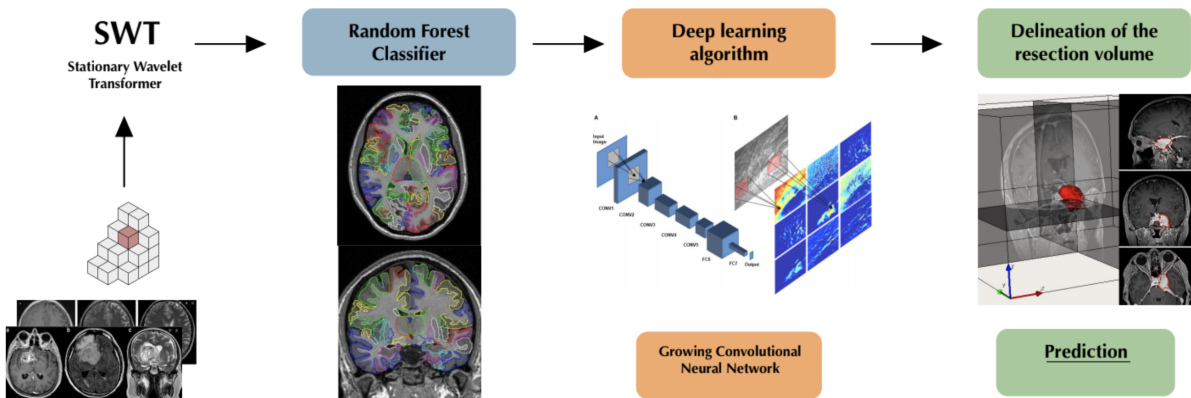 SWT
Stationary Wavelet
Transformer
Random Forest
Classifier
Deep learning
algorithm
Delineation of the
resection volume
a
b
c
A
B
Input
Image
CONV1
CONV2
CONV3
CONV4
CONV5
FC6
FC7
Output
Growing Convolutional
Neural Network
Prediction